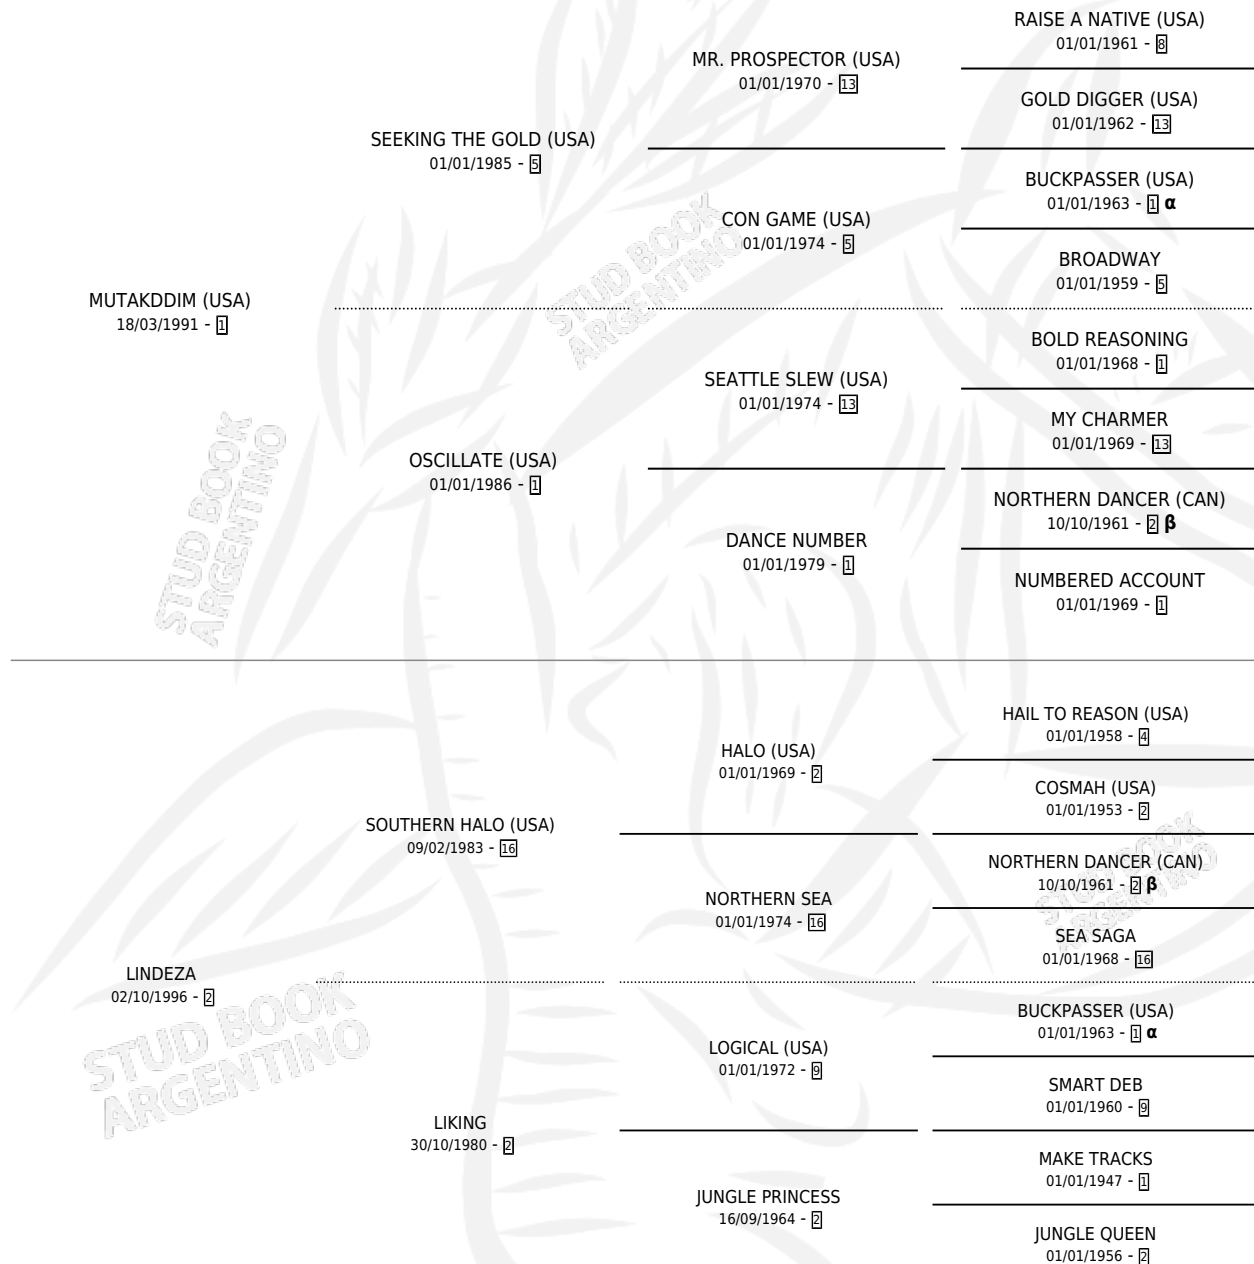 RAISE A NATIVE (USA)
01/01/1961 - 8
MR. PROSPECTOR (USA)
01/01/1970 - 13
GOLD DIGGER (USA)
01/01/1962 - 13
SEEKING THE GOLD (USA)
01/01/1985 - 5
BUCKPASSER (USA)
01/01/1963 - 1 α
CON GAME (USA)
01/01/1974 - 5
BROADWAY
01/01/1959 - 5
STUD BOOK
ARGENTINO
MUTAKDDIM (USA)
18/03/1991 - 1
BOLD REASONING
01/01/1968 - 1
SEATTLE SLEW (USA)
01/01/1974 - 13
MY CHARMER
01/01/1969 - 13
OSCILLATE (USA)
01/01/1986 - 1
NORTHERN DANCER (CAN)
10/10/1961 - 2 β
DANCE NUMBER
01/01/1979 - 1
NUMBERED ACCOUNT
01/01/1969 - 1
STUD BOOK
ARGENTINO
HAIL TO REASON (USA)
01/01/1958 - 4
HALO (USA)
01/01/1969 - 2
COSMAH (USA)
01/01/1953 - 2
SOUTHERN HALO (USA)
09/02/1983 - 16
NORTHERN DANCER (CAN)
10/10/1961 - 2 β
NORTHERN SEA
01/01/1974 - 16
SEA SAGA
01/01/1968 - 16
STUD BOOK
ARGENTINO
LINDEZA
02/10/1996 - 2
BUCKPASSER (USA)
01/01/1963 - 1 α
LOGICAL (USA)
01/01/1972 - 9
SMART DEB
01/01/1960 - 9
LIKING
30/10/1980 - 2
MAKE TRACKS
01/01/1947 - 1
JUNGLE PRINCESS
16/09/1964 - 2
JUNGLE QUEEN
01/01/1956 - 2
STUD BOOK
ARGENTINO